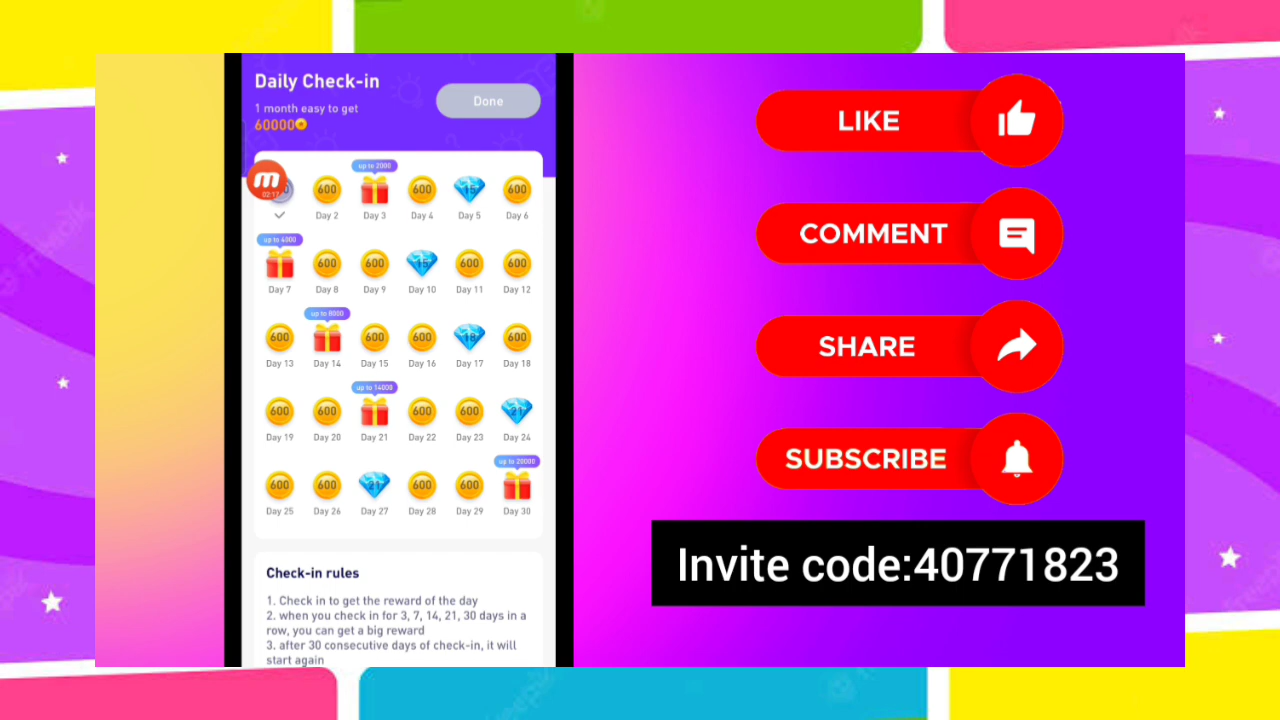 Daily Check-in
Done
1 month easy to get
60000
up to 2000
600 600 15 600
02:17
Day 2 Day 3 Day 4 Day 5 Day 6
up to 4000
600 600 15 600 600
Day 7 Day 8 Day 9 Day 10 Day 11 Day 12
up to 8000
600 600 600 18 600
Day 13 Day 14 Day 15 Day 16 Day 17 Day 18
up to 14000
600 600 600 600 21
Day 19 Day 20 Day 21 Day 22 Day 23 Day 24
up to 20000
600 600 21 600 600
Day 25 Day 26 Day 27 Day 28 Day 29 Day 30
Check-in rules
1. Check in to get the reward of the day
2. when you check in for 3, 7, 14, 21, 30 days in a
row, you can get a big reward
3. after 30 consecutive days of check-in, it will
start again
LIKE
COMMENT
SHARE
SUBSCRIBE
Invite code:40771823